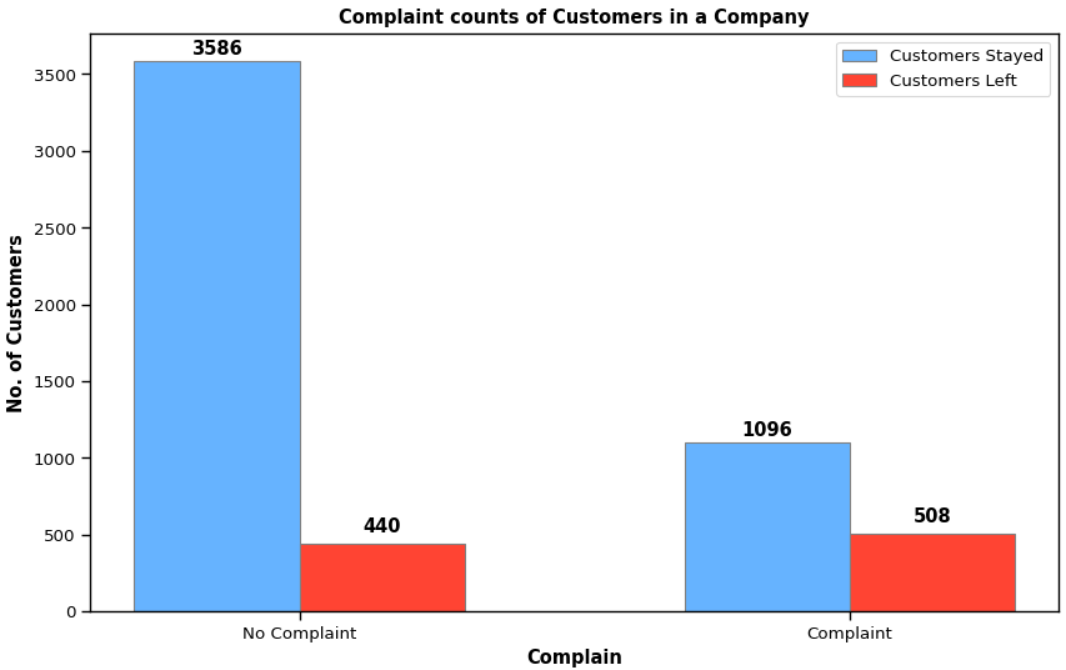 Complaint counts of Customers in a Company
3586
Customers Stayed
Customers Left
3500
3000
2500
2000
1500
1000
500
0
No. of Customers
440
1096
508
No Complaint
Complaint
Complain